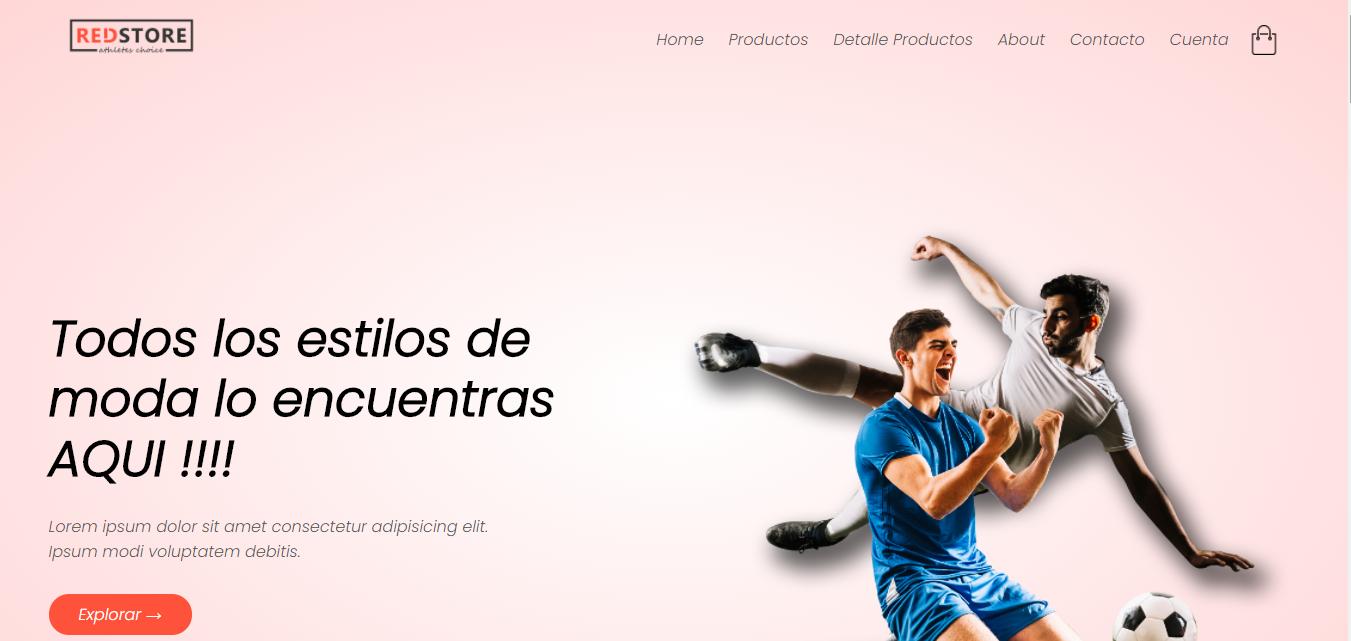 REDSTORE
athletes choice
Home Productos Detalle Productos About Contacto Cuenta
Todos los estilos de
moda lo encuentras
AQUI !!!!
Lorem ipsum dolor sit amet consectetur adipisicing elit.
Ipsum modi voluptatem debitis.
Explorar →